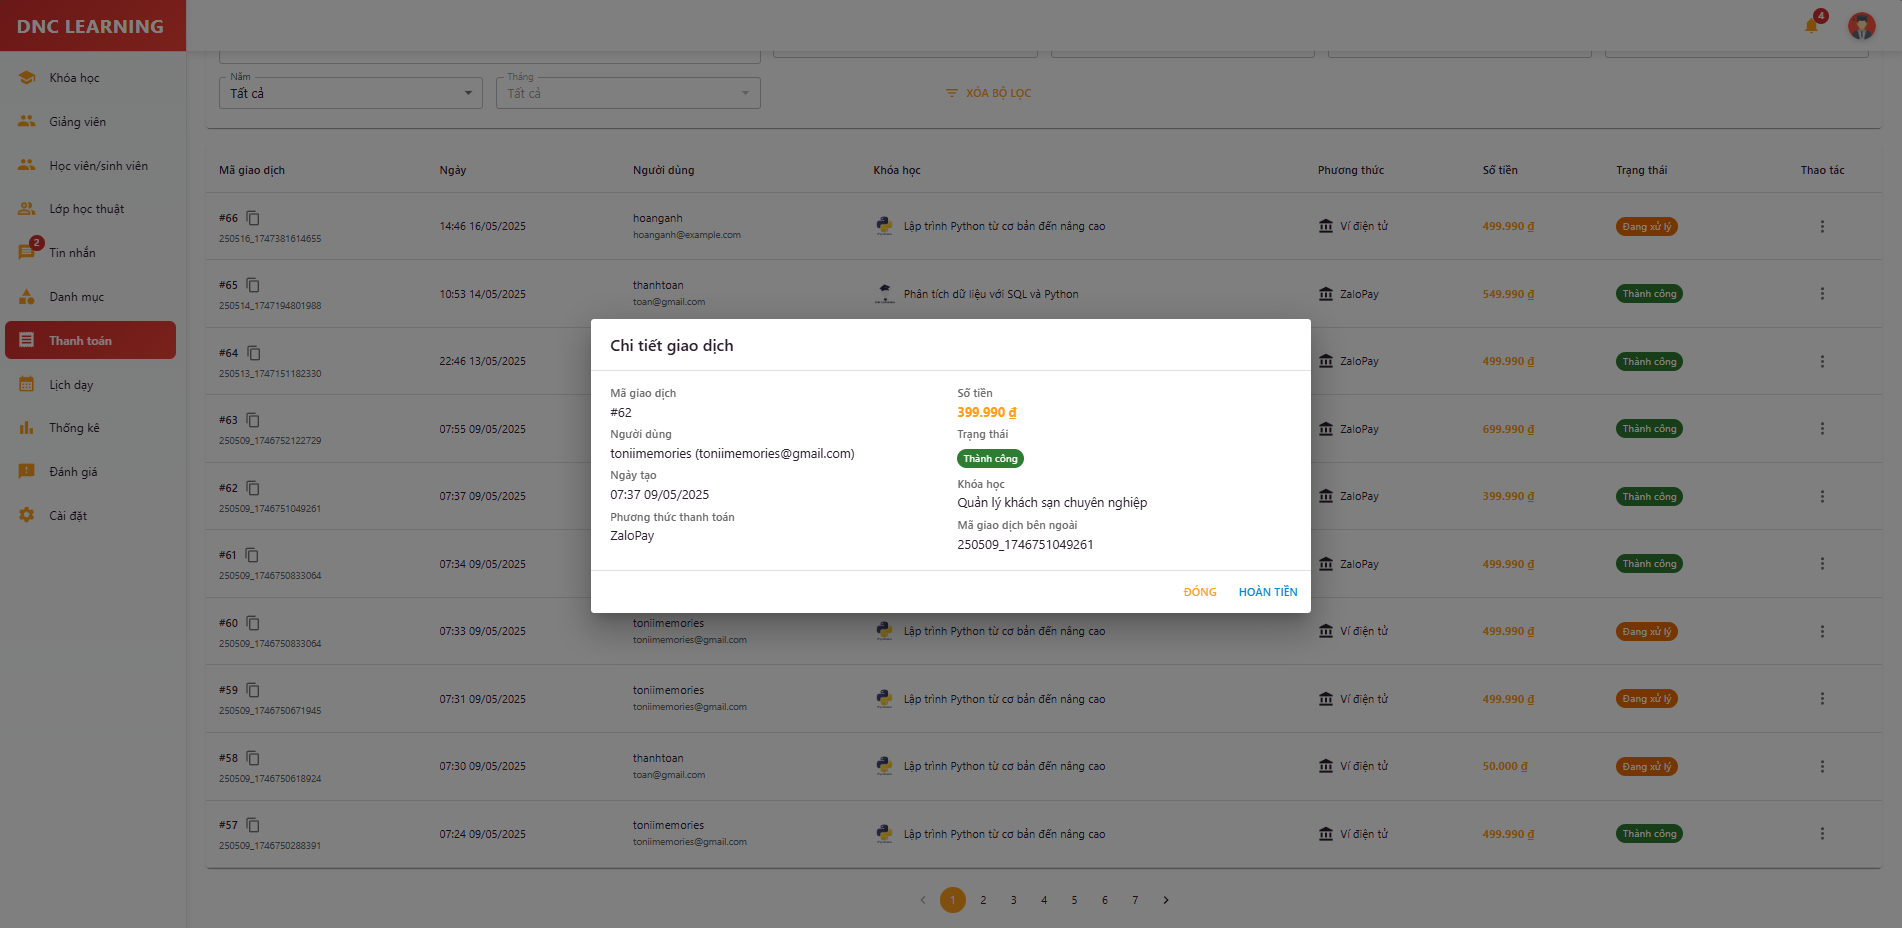 DNC LEARNING
4
Khóa học
Giảng viên
Học viên/sinh viên
Lớp học thuật
2
Tin nhắn
Danh mục
Thanh toán
Lịch dạy
Thống kê
Đánh giá
Cài đặt
Năm
Tất cả
Tháng
Tất cả
XÓA BỘ LỌC
Mã giao dịch Ngày Người dùng Khóa học Phương thức Số tiền Trạng thái Thao tác
#66
250516_1747381614655
14:46 16/05/2025
hoanganh
hoanganh@example.com
Lập trình Python từ cơ bản đến nâng cao
Ví điện tử
499.990 ₫
Đang xử lý
#65
250514_1747194801988
10:53 14/05/2025
thanhtoan
toan@gmail.com
Phân tích dữ liệu với SQL và Python
ZaloPay
549.990 ₫
Thành công
#64
250513_1747151182330
22:46 13/05/2025
ZaloPay
499.990 ₫
Thành công
#63
250509_1746752122729
07:55 09/05/2025
ZaloPay
699.990 ₫
Thành công
#62
250509_1746751049261
07:37 09/05/2025
ZaloPay
399.990 ₫
Thành công
#61
250509_1746750833064
07:34 09/05/2025
ZaloPay
499.990 ₫
Thành công
#60
250509_1746750833064
07:33 09/05/2025
toniimemories
toniimemories@gmail.com
Lập trình Python từ cơ bản đến nâng cao
Ví điện tử
499.990 ₫
Đang xử lý
#59
250509_1746750671945
07:31 09/05/2025
toniimemories
toniimemories@gmail.com
Lập trình Python từ cơ bản đến nâng cao
Ví điện tử
499.990 ₫
Đang xử lý
#58
250509_1746750618924
07:30 09/05/2025
thanhtoan
toan@gmail.com
Lập trình Python từ cơ bản đến nâng cao
Ví điện tử
50.000 ₫
Đang xử lý
#57
250509_1746750288391
07:24 09/05/2025
toniimemories
toniimemories@gmail.com
Lập trình Python từ cơ bản đến nâng cao
Ví điện tử
499.990 ₫
Thành công
1 2 3 4 5 6 7
Chi tiết giao dịch
Mã giao dịch
#62
Người dùng
toniimemories (toniimemories@gmail.com)
Ngày tạo
07:37 09/05/2025
Phương thức thanh toán
ZaloPay
Số tiền
399.990 ₫
Trạng thái
Thành công
Khóa học
Quản lý khách sạn chuyên nghiệp
Mã giao dịch bên ngoài
250509_1746751049261
ĐÓNG
HOÀN TIỀN